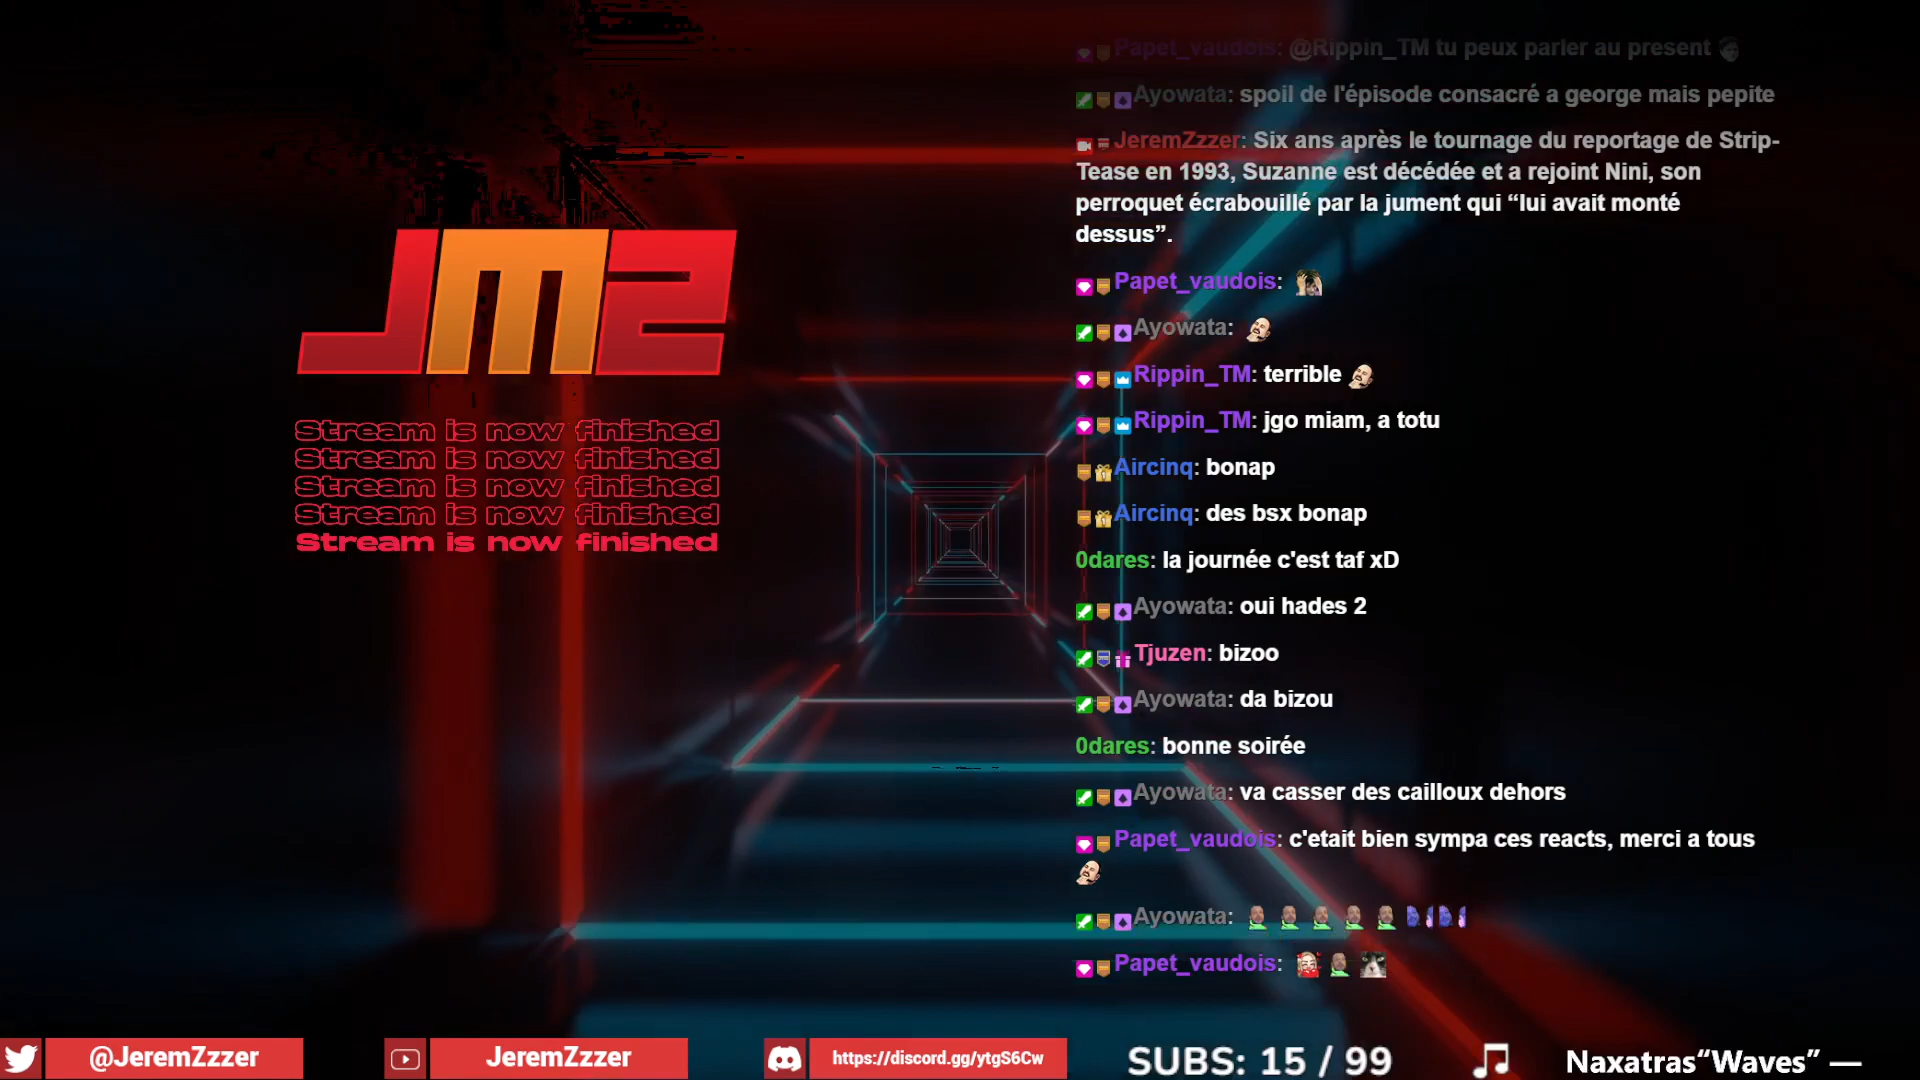 Papet_vaudois: @Rippin_TM tu peux parler au present
Ayowata: spoil de l'épisode consacré a george mais pepite
JeremZzzer: Six ans après le tournage du reportage de Strip-
Tease en 1993, Suzanne est décédée et a rejoint Nini, son
perroquet écrabouillé par la jument qui “lui avait monté
dessus”.
Papet_vaudois:
Ayowata:
Rippin_TM: terrible
Rippin_TM: jgo miam, a totu
Aircinq: bonap
Aircinq: des bsx bonap
0dares: la journée c'est taf xD
Ayowata: oui hades 2
Tjuzen: bizoo
Ayowata: da bizou
0dares: bonne soirée
Ayowata: va casser des cailloux dehors
Papet_vaudois: c'etait bien sympa ces reacts, merci a tous
Ayowata:
Papet_vaudois:
JMZ
Stream is now finished
Stream is now finished
Stream is now finished
Stream is now finished
Stream is now finished
@JeremZzzer
JeremZzzer
https://discord.gg/ytgS6Cw
SUBS: 15 / 99
Naxatras“Waves” —